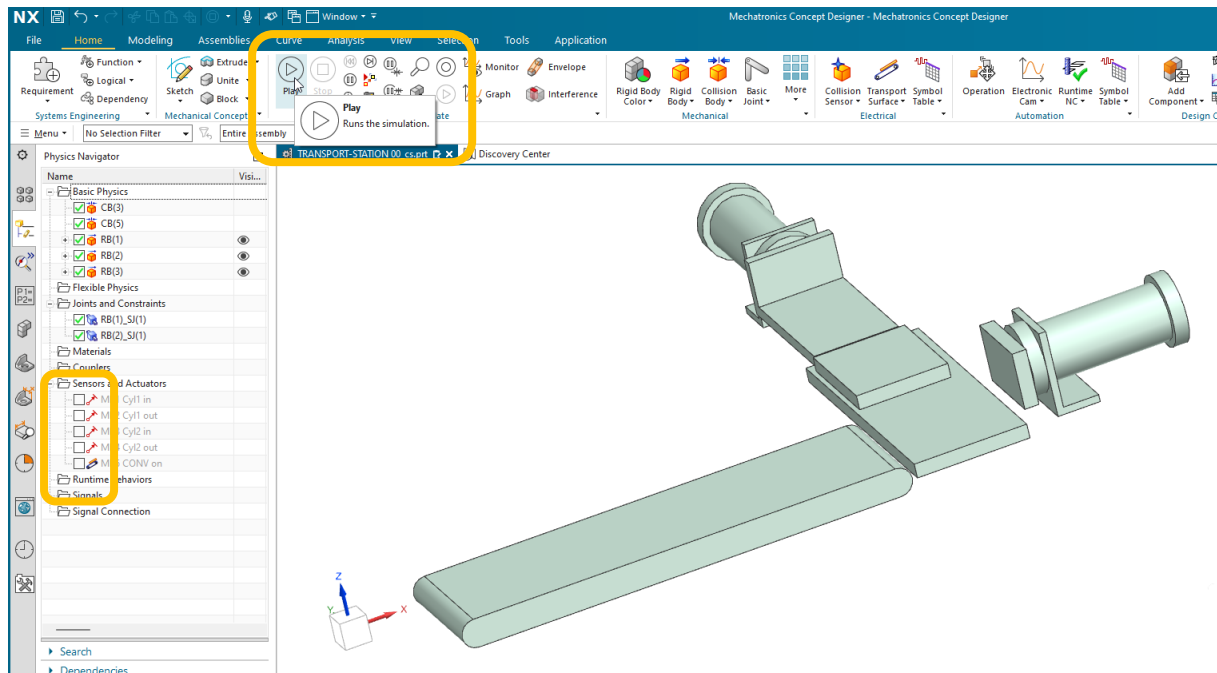 NX
Window
Mechatronics Concept Designer - Mechatronics Concept Designer
File Home Modeling Assemblies Curve Analysis View Selection Tools Application
Requirement
Function
Logical
Dependency
Systems Engineering
Sketch
Extrude
Unite
Block
Mechanical Concept
Play
Stop
Monitor
Graph
Envelope
Interference
Rigid Body Color
Rigid Body
Collision Body
Basic Joint
More
Mechanical
Collision Sensor
Transport Surface
Symbol Table
Electrical
Operation
Electronic Cam
Runtime NC
Symbol Table
Automation
Add Component
Play
Runs the simulation.
Menu
No Selection Filter
Entire Assembly
Physics Navigator
TRANSPORT-STATION 00_cs.prt
Discovery Center
Name Visi...
Basic Physics
CB(3)
CB(5)
RB(1)
RB(2)
RB(3)
Flexible Physics
Joints and Constraints
RB(1)_SJ(1)
RB(2)_SJ(1)
Materials
Couplers
Sensors and Actuators
Cyl1 in
Cyl1 out
Cyl2 in
Cyl2 out
CONV on
Runtime Behaviors
Signals
Signal Connection
P1=
P2=
Z
Y
X
Search
Dependencies